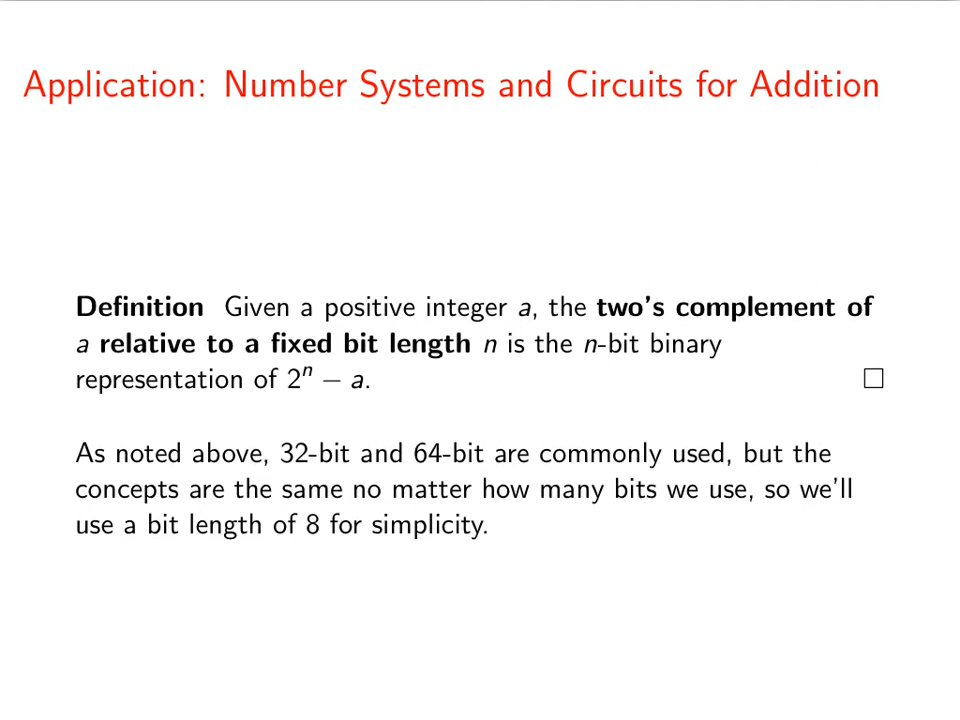 Application: Number Systems and Circuits for Addition
Definition Given a positive integer a, the two's complement of
a relative to a fixed bit length n is the n-bit binary
representation of 2ⁿ − a. □
As noted above, 32-bit and 64-bit are commonly used, but the
concepts are the same no matter how many bits we use, so we'll
use a bit length of 8 for simplicity.